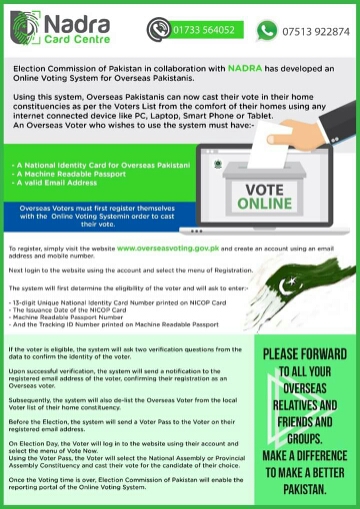 Nadra
Card Centre
01733 564052
07513 922874
Election Commission of Pakistan in collaboration with NADRA has developed an
Online Voting System for Overseas Pakistanis.
Using this system, Overseas Pakistanis can now cast their vote in their home
constituencies as per the Voters List from the comfort of their homes using any
internet connected device like PC, Laptop, Smart Phone or Tablet.
An Overseas Voter who wishes to use the system must have:-
- A National Identity Card for Overseas Pakistani
- A Machine Readable Passport
- A valid Email Address
Overseas Voters must first register themselves
with the Online Voting Systemin order to cast
their vote.
VOTE
ONLINE
To register, simply visit the website www.overseasvoting.gov.pk and create an account using an email
address and mobile number.
Next login to the website using the account and select the menu of Registration.
The system will first determine the eligibility of the voter and will ask to enter:-
- 13-digit Unique National Identity Card Number printed on NICOP Card
- The Issuance Date of the NICOP Card
- Machine Readable Passport Number
- And the Tracking ID Number printed on Machine Readable Passport
If the voter is eligible, the system will ask two verification questions from the
data to confirm the identity of the voter.
Upon successful verification, the system will send a notification to the
registered email address of the voter, confirming their registration as an
Overseas voter.
Subsequently, the system will also de-list the Overseas Voter from the local
Voter list of their home constituency.
Before the Election, the system will send a Voter Pass to the Voter on their
registered email address.
On Election Day, the Voter will log in to the website using their account and
select the menu of Vote Now.
Using the Voter Pass, the Voter will select the National Assembly or Provincial
Assembly Constituency and cast their vote for the candidate of their choice.
Once the Voting time is over, Election Commission of Pakistan will enable the
reporting portal of the Online Voting System.
PLEASE FORWARD
TO ALL YOUR
OVERSEAS
RELATIVES AND
FRIENDS AND
GROUPS.
MAKE A DIFFERENCE
TO MAKE A BETTER
PAKISTAN.